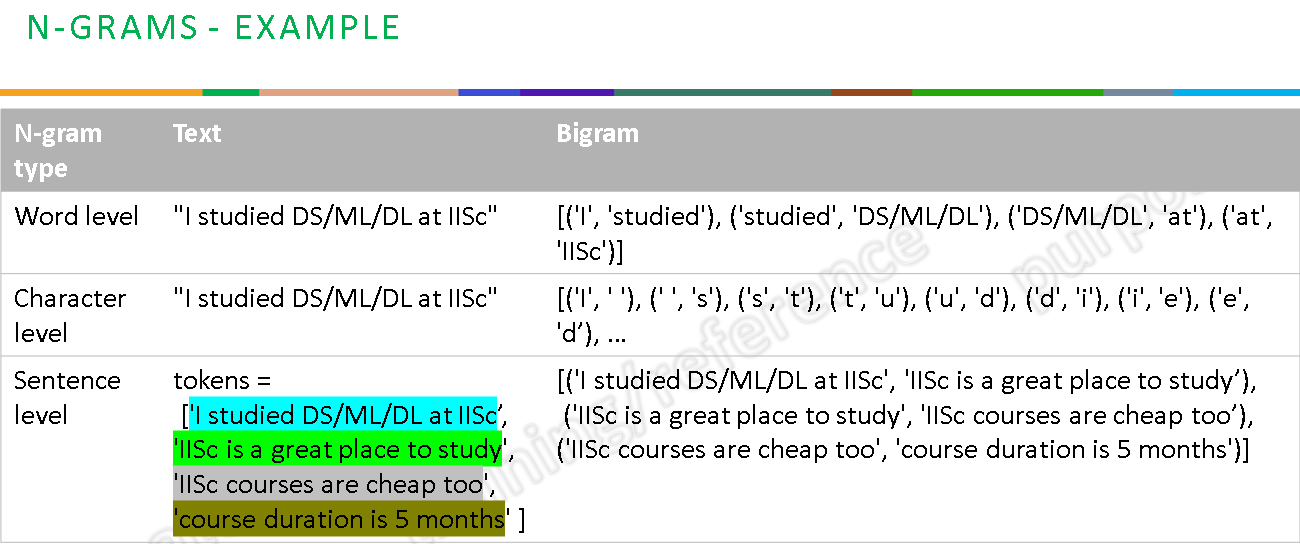 N-GRAMS - EXAMPLE
N-gram type Text Bigram
Word level "I studied DS/ML/DL at IISc" [('I', 'studied'), ('studied', 'DS/ML/DL'), ('DS/ML/DL', 'at'), ('at', 'IISc')]
Character level "I studied DS/ML/DL at IISc" [('I', ' '), (' ', 's'), ('s', 't'), ('t', 'u'), ('u', 'd'), ('d', 'i'), ('i', 'e'), ('e', 'd’), ...
Sentence level
tokens =
['I studied DS/ML/DL at IISc’,
'IISc is a great place to study',
'IISc courses are cheap too',
'course duration is 5 months' ]
[('I studied DS/ML/DL at IISc', 'IISc is a great place to study’),
('IISc is a great place to study', 'IISc courses are cheap too’),
('IISc courses are cheap too', 'course duration is 5 months')]
/reference